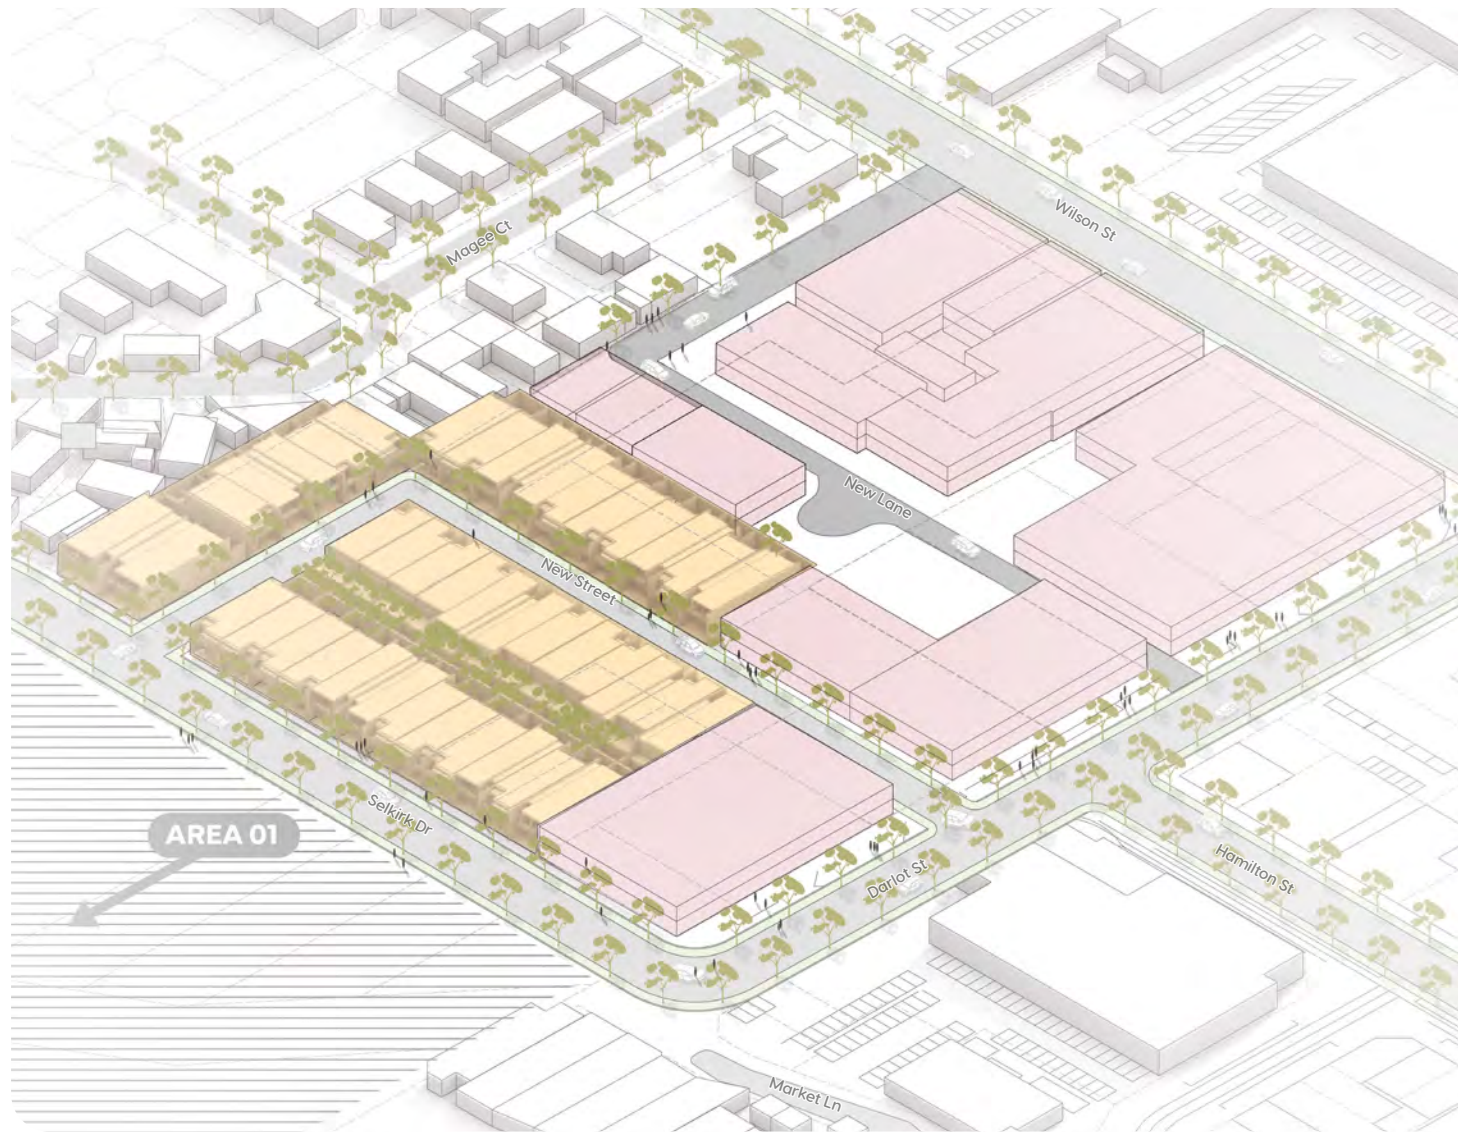 Wilson St
Magee Ct
New Lane
New Street
Selkirk Dr
AREA 01
Darlot St
Hamilton St
Market Ln